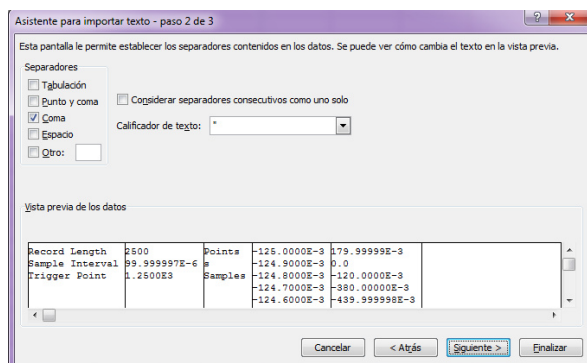 Asistente para importar texto - paso 2 de 3
Esta pantalla le permite establecer los separadores contenidos en los datos. Se puede ver cómo cambia el texto en la vista previa.
Separadores
Tabulación
Punto y coma
Coma
Espacio
Otro:
Considerar separadores consecutivos como uno solo
Calificador de texto: "
Vista previa de los datos
Record Length 2500 Points -125.0000E-3 179.99999E-3
Sample Interval 99.999997E-6 s -124.9000E-3 0.0
Trigger Point 1.2500E3 Samples -124.8000E-3 -120.0000E-3
-124.7000E-3 -380.00000E-3
-124.6000E-3 -439.999998E-3
Cancelar < Atrás Siguiente > Finalizar